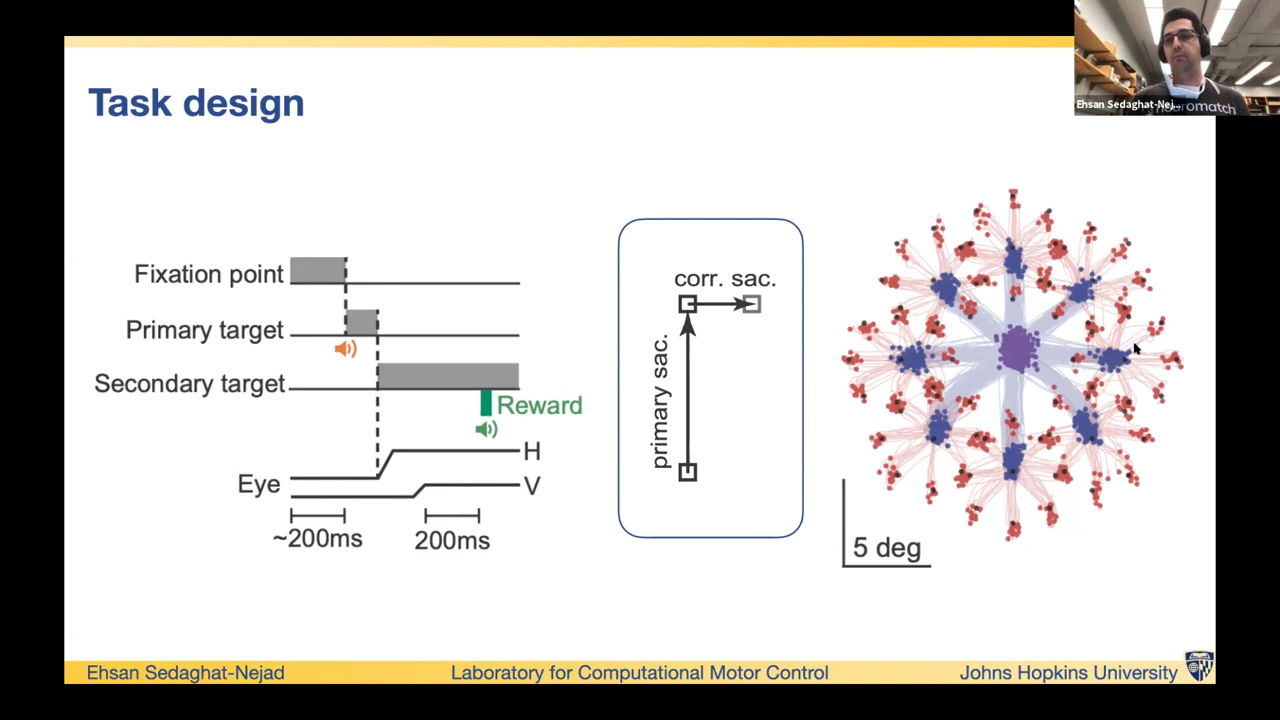 Task design
Ehsan Sedaghat-Nej...
Fixation point
Primary target
Secondary target
Reward
Eye
H
V
~200ms
200ms
corr. sac.
primary sac.
5 deg
Ehsan Sedaghat-Nejad
Laboratory for Computational Motor Control
Johns Hopkins University